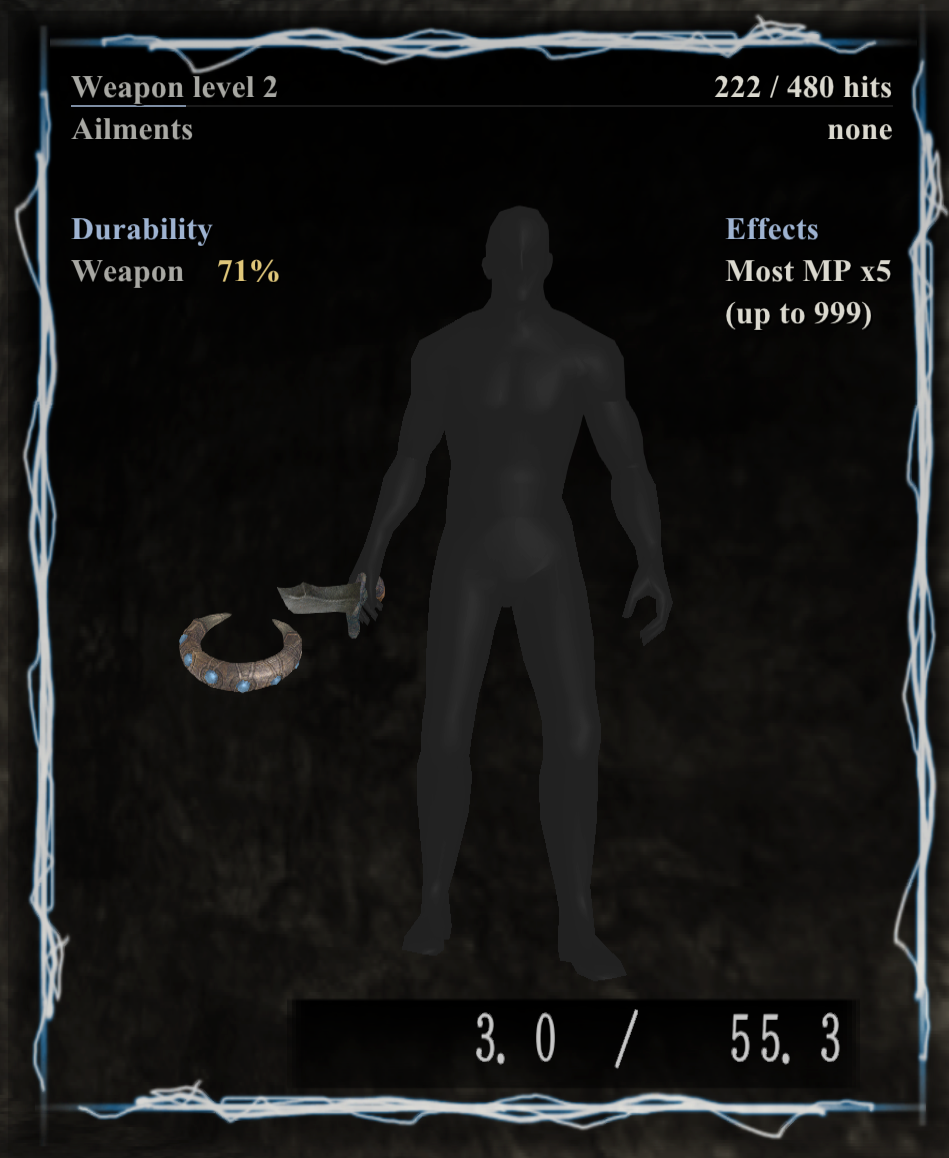 Weapon level 2 222 / 480 hits
Ailments none
Durability Effects
Weapon 71% Most MP x5
(up to 999)
3.0 / 55.3